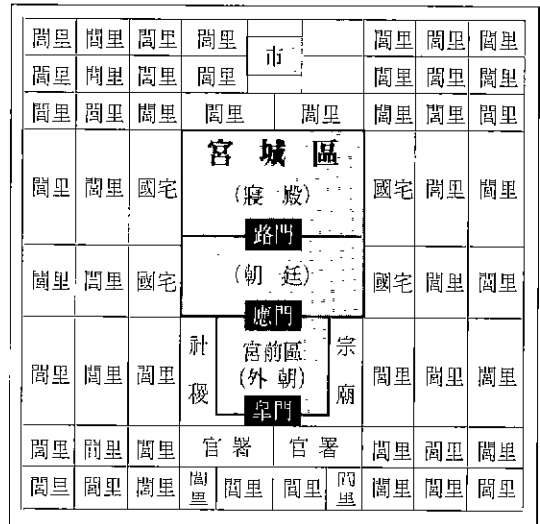 閭里 閭里 閭里 閭里 市 閭里 閭里 閭里
閭里 閭里 閭里 閭里 閭里 閭里 閭里
閭里 閭里 閭里 閭里 閭里 閭里 閭里 閭里
宮城區
閭里 閭里 國宅 (寢殿) 國宅 閭里 閭里
路門
閭里 閭里 國宅 (朝廷) 國宅 閭里 閭里
應門
閭里 閭里 閭里 社稷 宮前區 宗廟 閭里 閭里 閭里
(外朝)
皋門
閭里 閭里 閭里 官署 官署 閭里 閭里 閭里
閭里 閭里 閭里 閭里 閭里 閭里 閭里 閭里 閭里 閭里